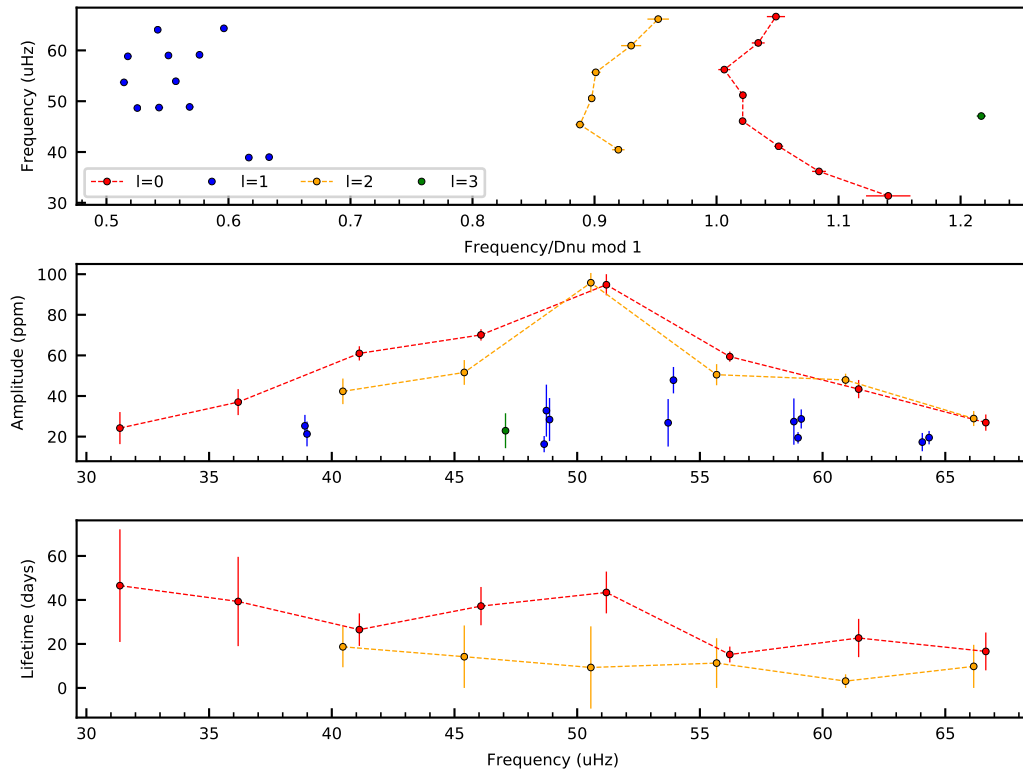 Frequency (uHz)
60
50
40
30
l=0 l=1 l=2 l=3
0.5 0.6 0.7 0.8 0.9 1.0 1.1 1.2
Frequency/Dnu mod 1
Amplitude (ppm)
100
80
60
40
20
30 35 40 45 50 55 60 65
Lifetime (days)
60
40
20
0
30 35 40 45 50 55 60 65
Frequency (uHz)